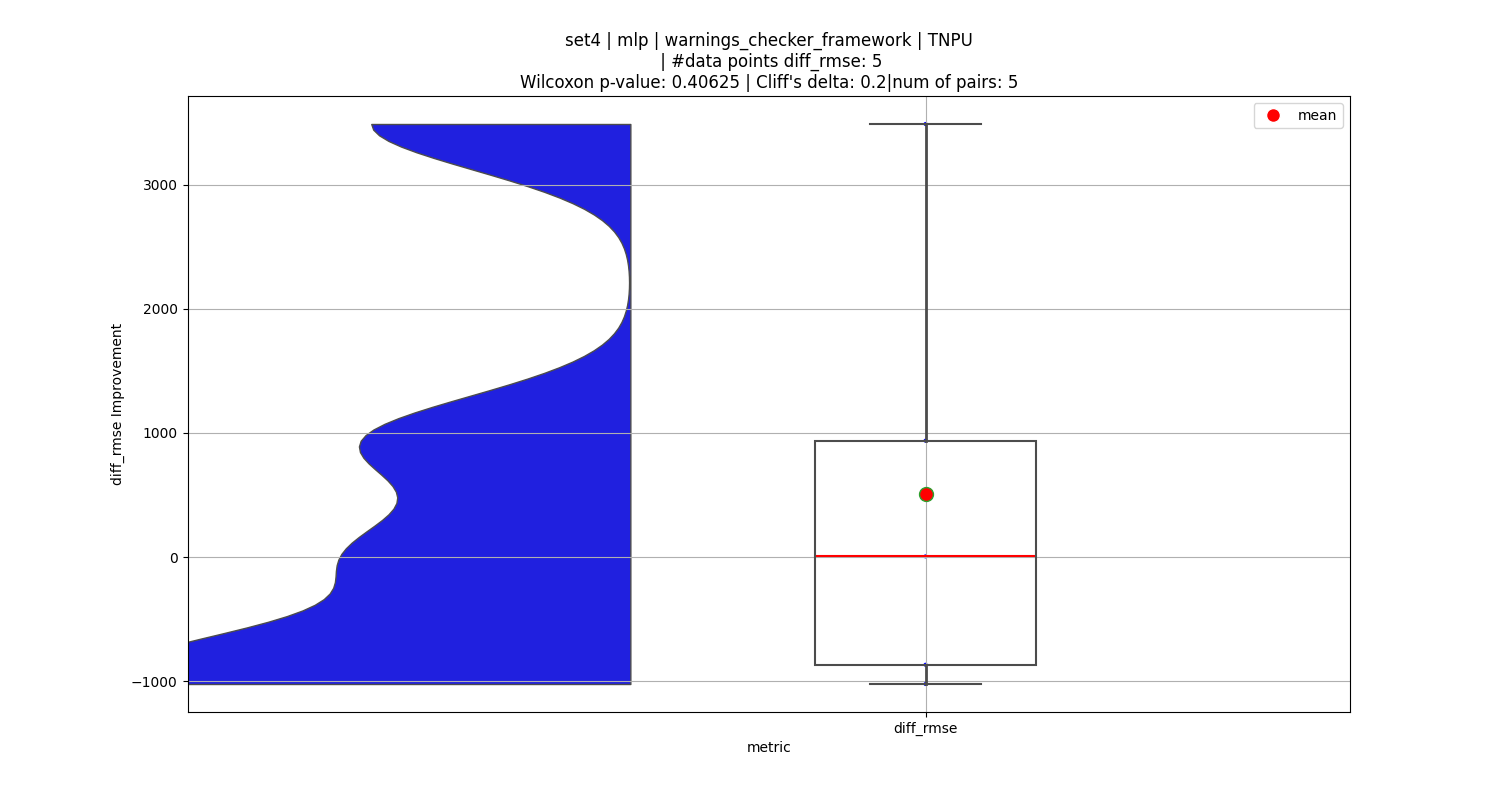 set4 | mlp | warnings_checker_framework | TNPU
| #data points diff_rmse: 5
Wilcoxon p-value: 0.40625 | Cliff's delta: 0.2|num of pairs: 5
mean
3000
2000
1000
0
−1000
diff_rmse Improvement
diff_rmse
metric